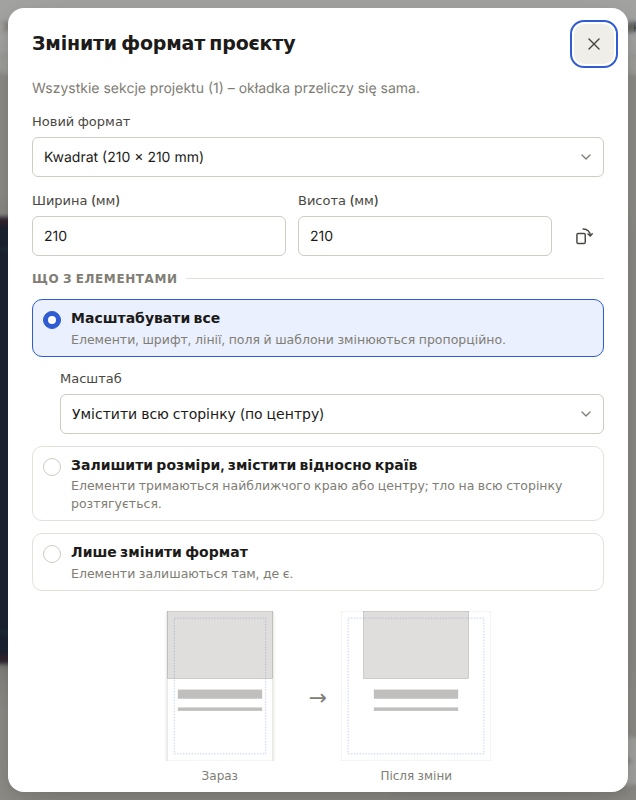 Змінити формат проєкту
Wszystkie sekcje projektu (1) – okładka przeliczy się sama.
Новий формат
Kwadrat (210 × 210 mm)
Ширина (мм)
Висота (мм)
210
210
ЩО З ЕЛЕМЕНТАМИ
Масштабувати все
Елементи, шрифт, лінії, поля й шаблони змінюються пропорційно.
Масштаб
Умістити всю сторінку (по центру)
Залишити розміри, змістити відносно країв
Елементи тримаються найближчого краю або центру; тло на всю сторінку
розтягується.
Лише змінити формат
Елементи залишаються там, де є.
→
Зараз
Після зміни